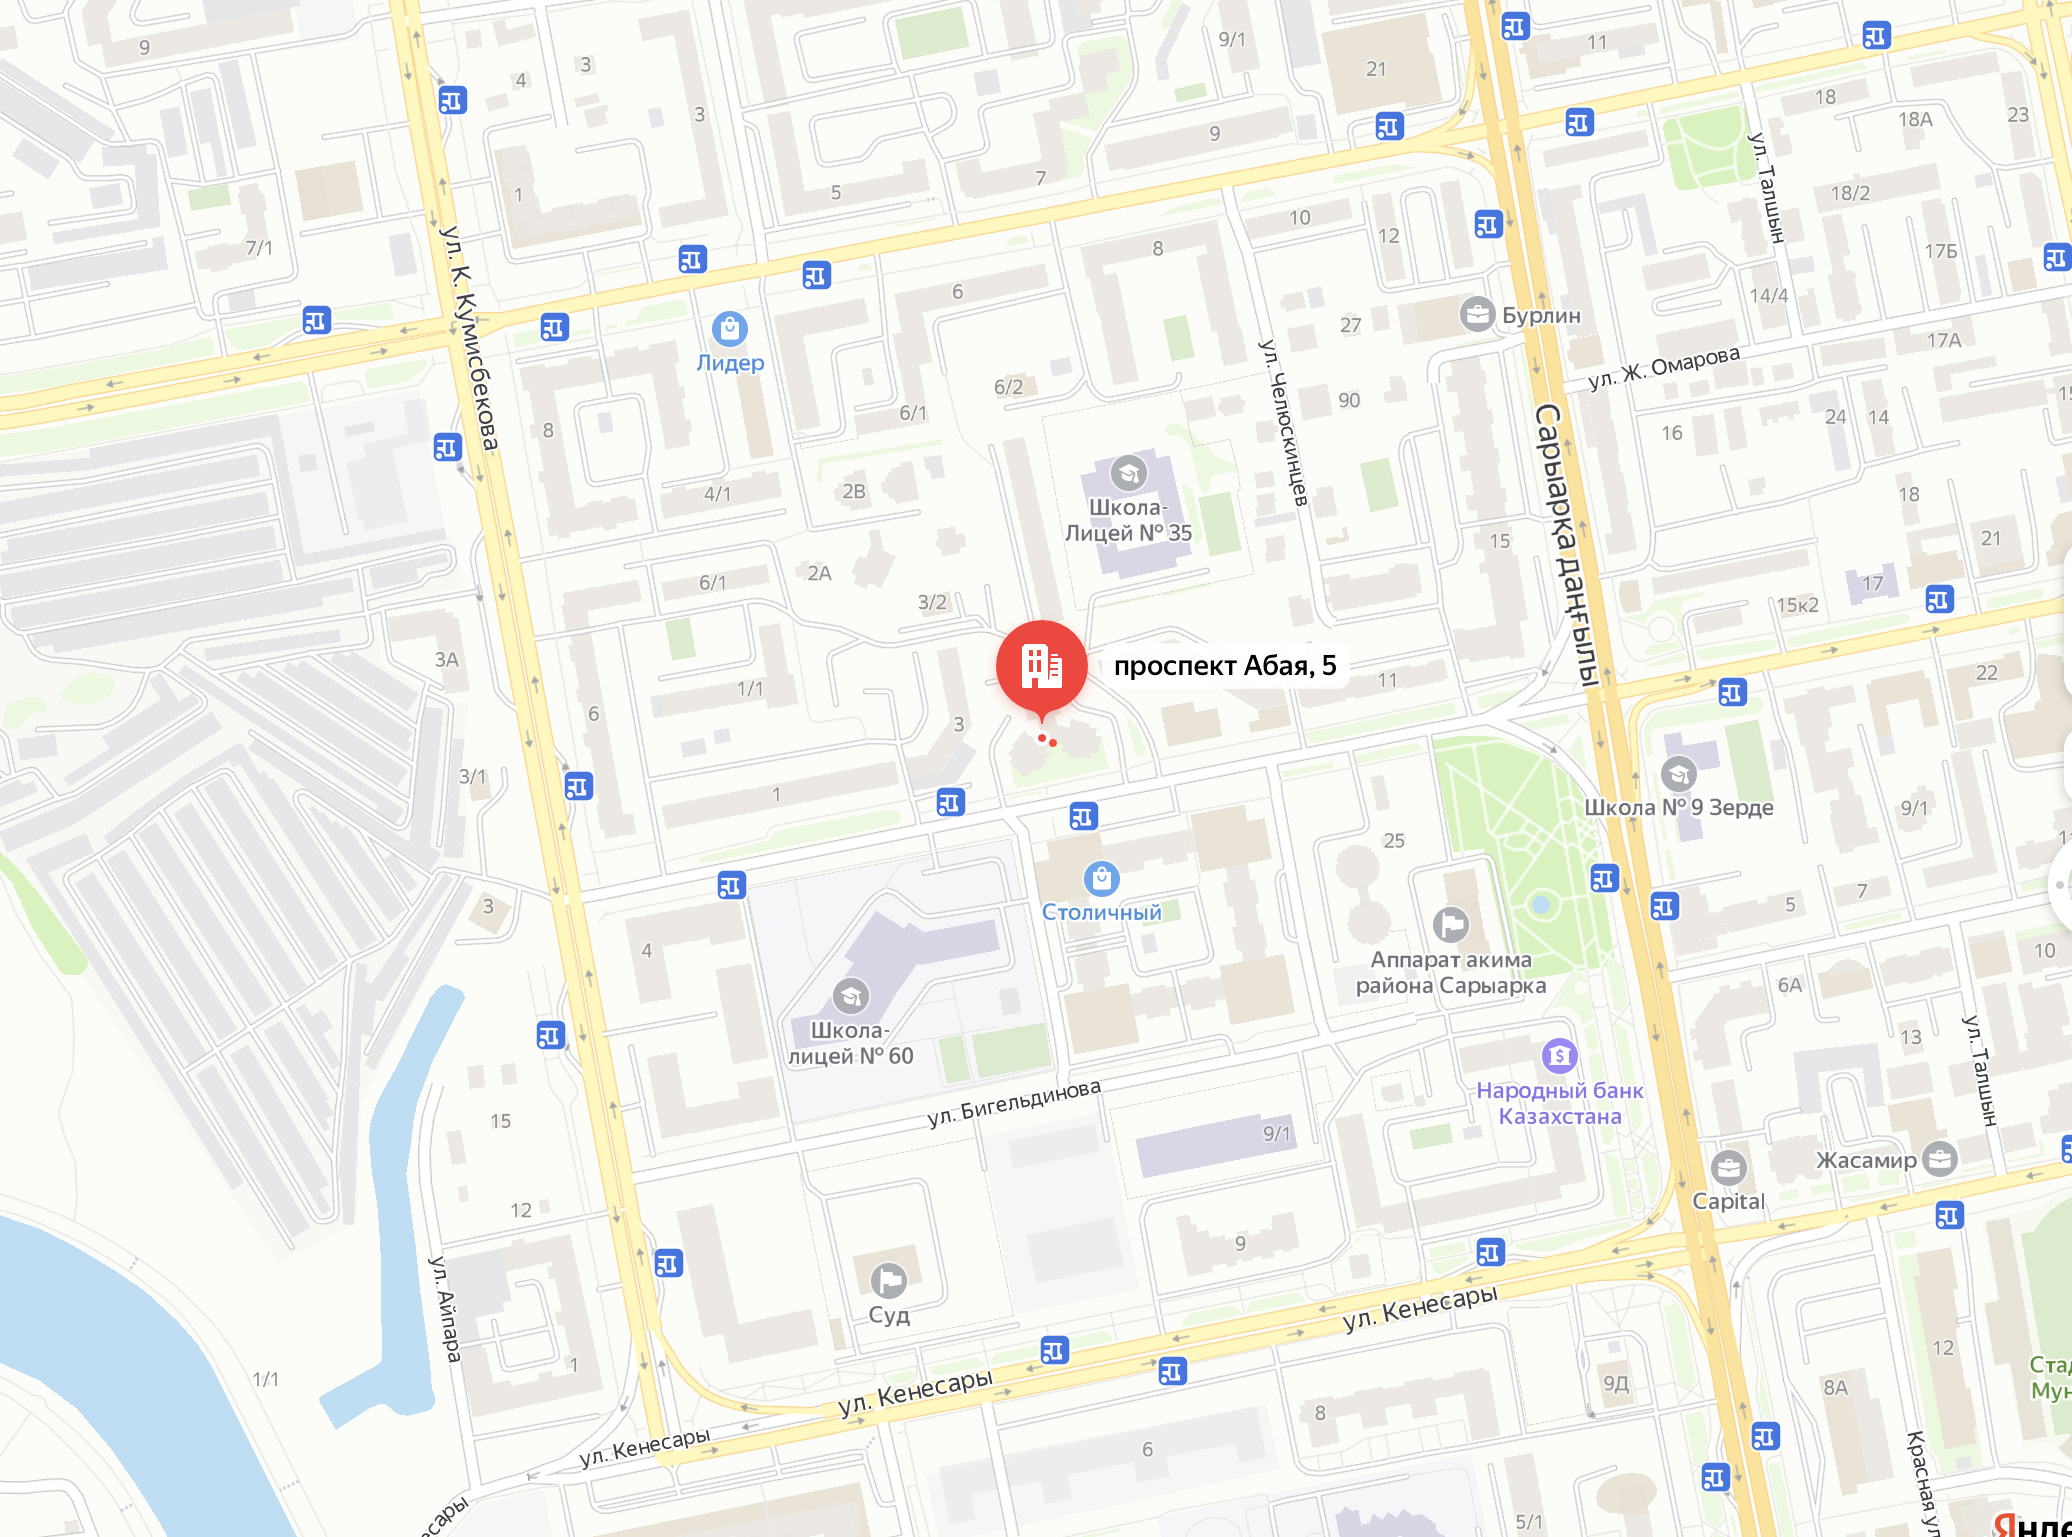 9
4
3
3
9/1
21
11
18
18А
23
1
5
7
9
ул. Талшын
18/2
7/1
ул. К. Кумисбекова
10
12
8
17Б
6
14/4
Лидер
27
Бурлин
17А
ул. Ж. Омарова
6/2
6/1
90
ул. Челюскинцев
Сарыарқа даңғылы
24
14
16
8
4/1
2В
Школа-
Лицей № 35
18
15
21
2А
6/1
3/2
17
15к2
3А
проспект Абая, 5
11
22
1/1
6
3
3/1
1
Школа № 9 Зерде
9/1
25
3
4
Столичный
5
7
Аппарат акима
района Сарыарка
10
6А
Школа-
лицей № 60
13
ул. Талшын
ул. Бигельдинова
Народный банк
Казахстана
15
9/1
Жасамир
Capital
12
9
ул. Айпара
Суд
ул. Кенесары
1
1/1
ул. Кенесары
12
9Д
8А
Стад
Мун
8
6
ул. Кенесары
есары
Красная ул
5/1
Янде